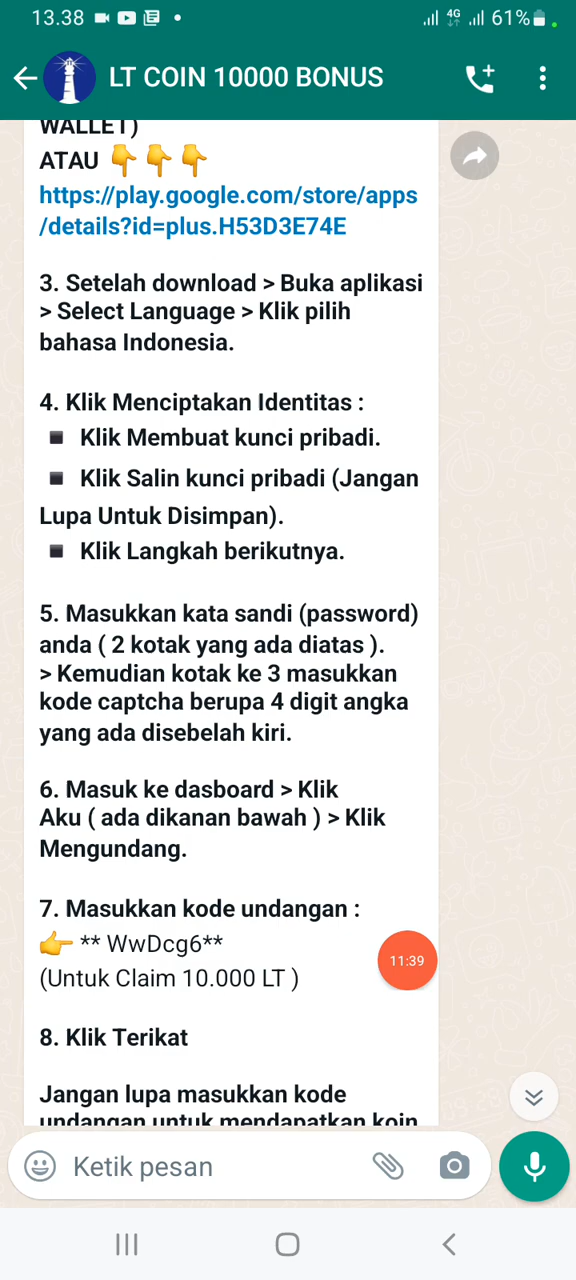 13.38
4G
61%
LT COIN 10000 BONUS
WALLET)
ATAU 👇👇👇
https://play.google.com/store/apps
/details?id=plus.H53D3E74E
3. Setelah download > Buka aplikasi
> Select Language > Klik pilih
bahasa Indonesia.
4. Klik Menciptakan Identitas :
▪️ Klik Membuat kunci pribadi.
▪️ Klik Salin kunci pribadi (Jangan
Lupa Untuk Disimpan).
▪️ Klik Langkah berikutnya.
5. Masukkan kata sandi (password)
anda ( 2 kotak yang ada diatas ).
> Kemudian kotak ke 3 masukkan
kode captcha berupa 4 digit angka
yang ada disebelah kiri.
6. Masuk ke dasboard > Klik
Aku ( ada dikanan bawah ) > Klik
Mengundang.
7. Masukkan kode undangan :
👉 ** WwDcg6**
(Untuk Claim 10.000 LT )
11:39
8. Klik Terikat
Jangan lupa masukkan kode
undangan untuk mendapatkan koin
Ketik pesan